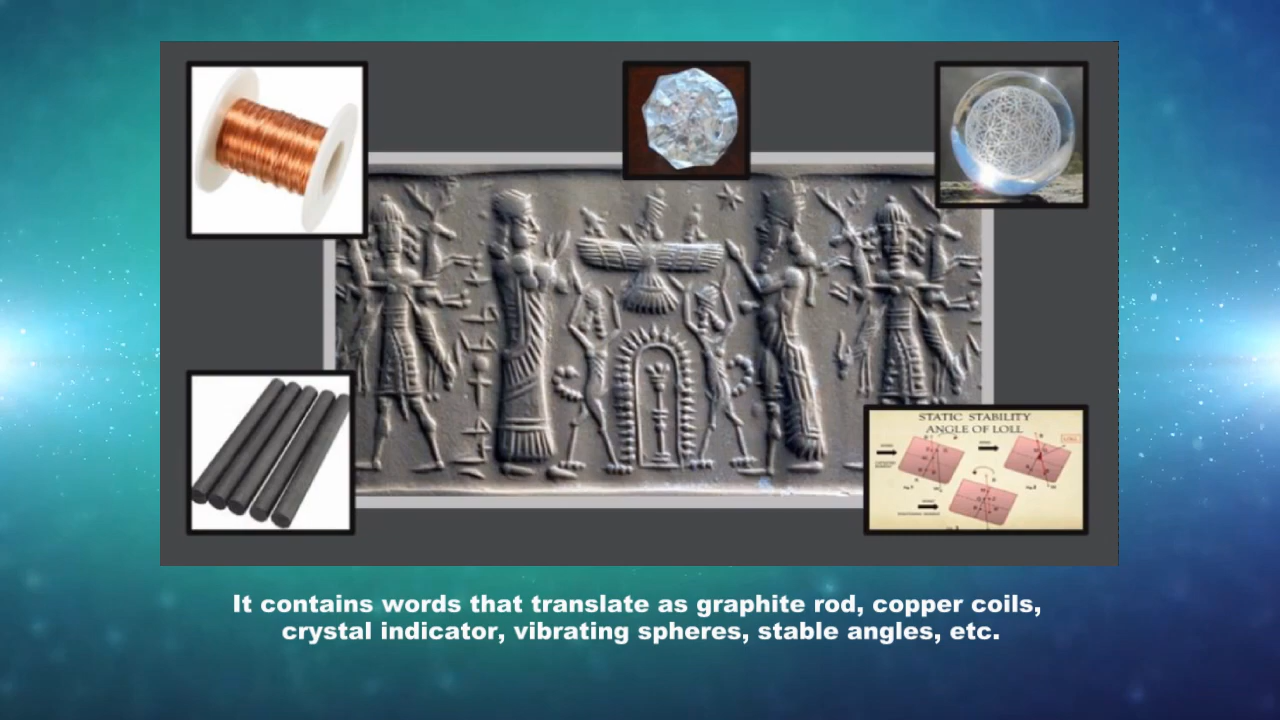 STATIC STABILITY
ANGLE OF LOLL
It contains words that translate as graphite rod, copper coils,
crystal indicator, vibrating spheres, stable angles, etc.